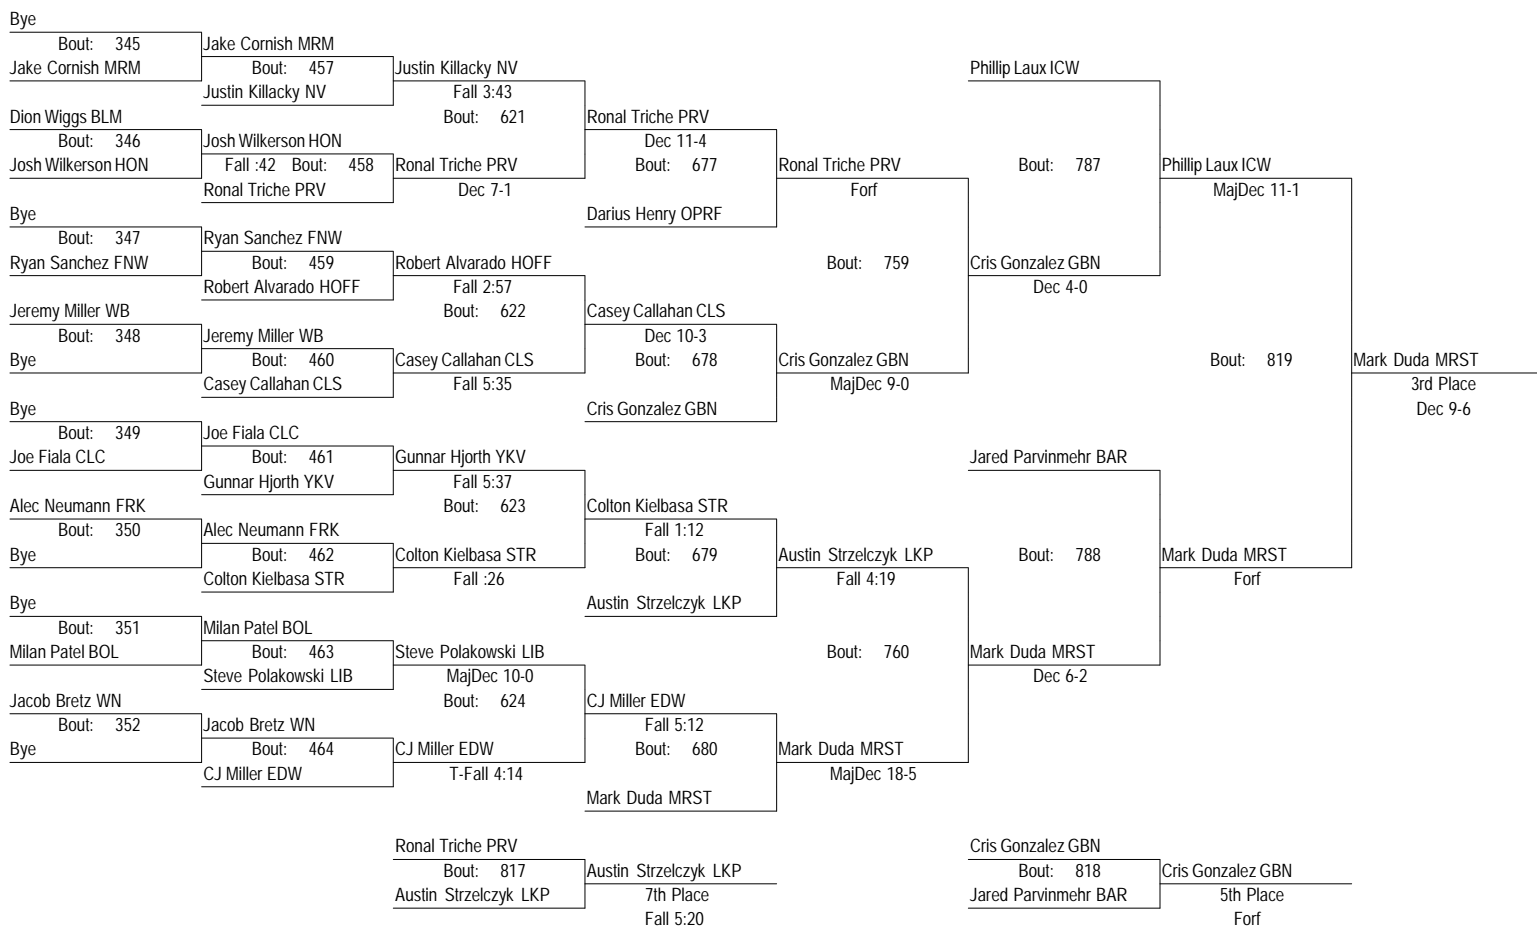 Bye
Bout: 345 Jake Cornish MRM
Jake Cornish MRM Bout: 457 Justin Killacky NV Phillip Laux ICW
Justin Killacky NV Fall 3:43
Dion Wiggs BLM Bout: 621 Ronal Triche PRV
Bout: 346 Josh Wilkerson HON Dec 11-4
Josh Wilkerson HON Fall :42 Bout: 458 Ronal Triche PRV Bout: 677 Ronal Triche PRV Bout: 787 Phillip Laux ICW
Ronal Triche PRV Dec 7-1 Forf MajDec 11-1
Bye Darius Henry OPRF
Bout: 347 Ryan Sanchez FNW
Ryan Sanchez FNW Bout: 459 Robert Alvarado HOFF Bout: 759 Cris Gonzalez GBN
Robert Alvarado HOFF Fall 2:57 Dec 4-0
Jeremy Miller WB Bout: 622 Casey Callahan CLS
Bout: 348 Jeremy Miller WB Dec 10-3
Bye Bout: 460 Casey Callahan CLS Bout: 678 Cris Gonzalez GBN Bout: 819 Mark Duda MRST
Casey Callahan CLS Fall 5:35 MajDec 9-0 3rd Place
Bye Cris Gonzalez GBN Dec 9-6
Bout: 349 Joe Fiala CLC
Joe Fiala CLC Bout: 461 Gunnar Hjorth YKV Jared Parvinmehr BAR
Gunnar Hjorth YKV Fall 5:37
Alec Neumann FRK Bout: 623 Colton Kielbasa STR
Bout: 350 Alec Neumann FRK Fall 1:12
Bye Bout: 462 Colton Kielbasa STR Bout: 679 Austin Strzelczyk LKP Bout: 788 Mark Duda MRST
Colton Kielbasa STR Fall :26 Fall 4:19 Forf
Bye Austin Strzelczyk LKP
Bout: 351 Milan Patel BOL
Milan Patel BOL Bout: 463 Steve Polakowski LIB Bout: 760 Mark Duda MRST
Steve Polakowski LIB MajDec 10-0 Dec 6-2
Jacob Bretz WN Bout: 624 CJ Miller EDW
Bout: 352 Jacob Bretz WN Fall 5:12
Bye Bout: 464 CJ Miller EDW Bout: 680 Mark Duda MRST
CJ Miller EDW T-Fall 4:14 MajDec 18-5
Mark Duda MRST
Ronal Triche PRV Cris Gonzalez GBN
Bout: 817 Austin Strzelczyk LKP Bout: 818 Cris Gonzalez GBN
Austin Strzelczyk LKP 7th Place Jared Parvinmehr BAR 5th Place
Fall 5:20 Forf